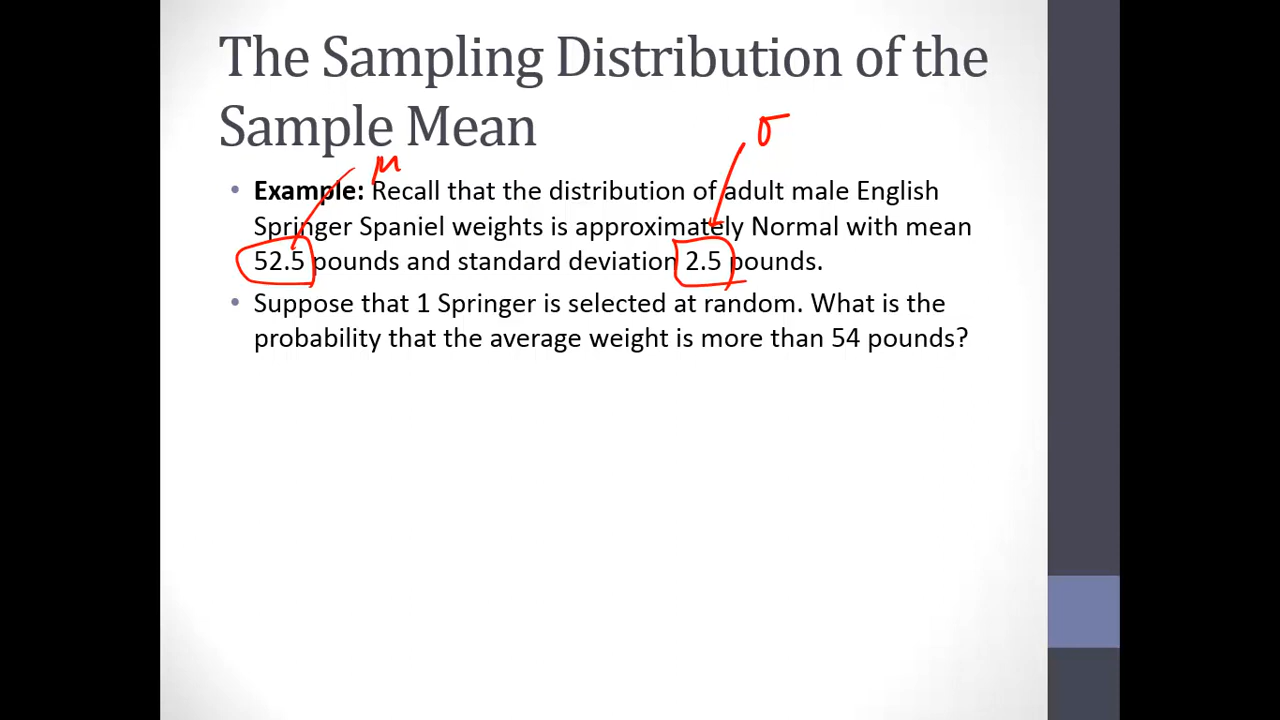 The Sampling Distribution of the
Sample Mean
σ
μ
• Example: Recall that the distribution of adult male English
Springer Spaniel weights is approximately Normal with mean
52.5 pounds and standard deviation 2.5 pounds.
• Suppose that 1 Springer is selected at random. What is the
probability that the average weight is more than 54 pounds?